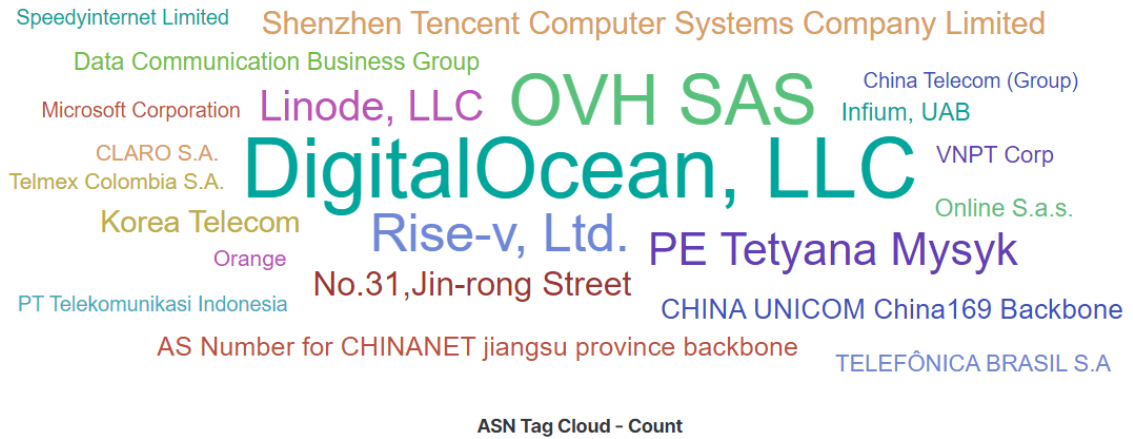 Speedyinternet Limited
Shenzhen Tencent Computer Systems Company Limited
Data Communication Business Group
China Telecom (Group)
Microsoft Corporation
Linode, LLC
OVH SAS
Infium, UAB
CLARO S.A.
DigitalOcean, LLC
VNPT Corp
Telmex Colombia S.A.
Online S.a.s.
Korea Telecom
Rise-v, Ltd.
PE Tetyana Mysyk
Orange
No.31,Jin-rong Street
PT Telekomunikasi Indonesia
CHINA UNICOM China169 Backbone
AS Number for CHINANET jiangsu province backbone
TELEFÔNICA BRASIL S.A
ASN Tag Cloud - Count